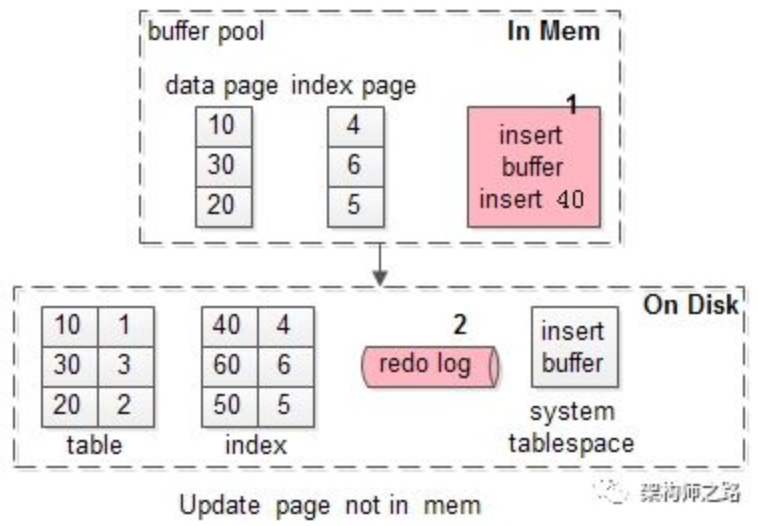 buffer pool In Mem
data page index page
10 4 1
30 6 insert
20 5 buffer
insert 40
On Disk
10 1 40 4 2 insert
30 3 60 6 redo log buffer
20 2 50 5 system
table index tablespace
Update page not in mem
架构师之路